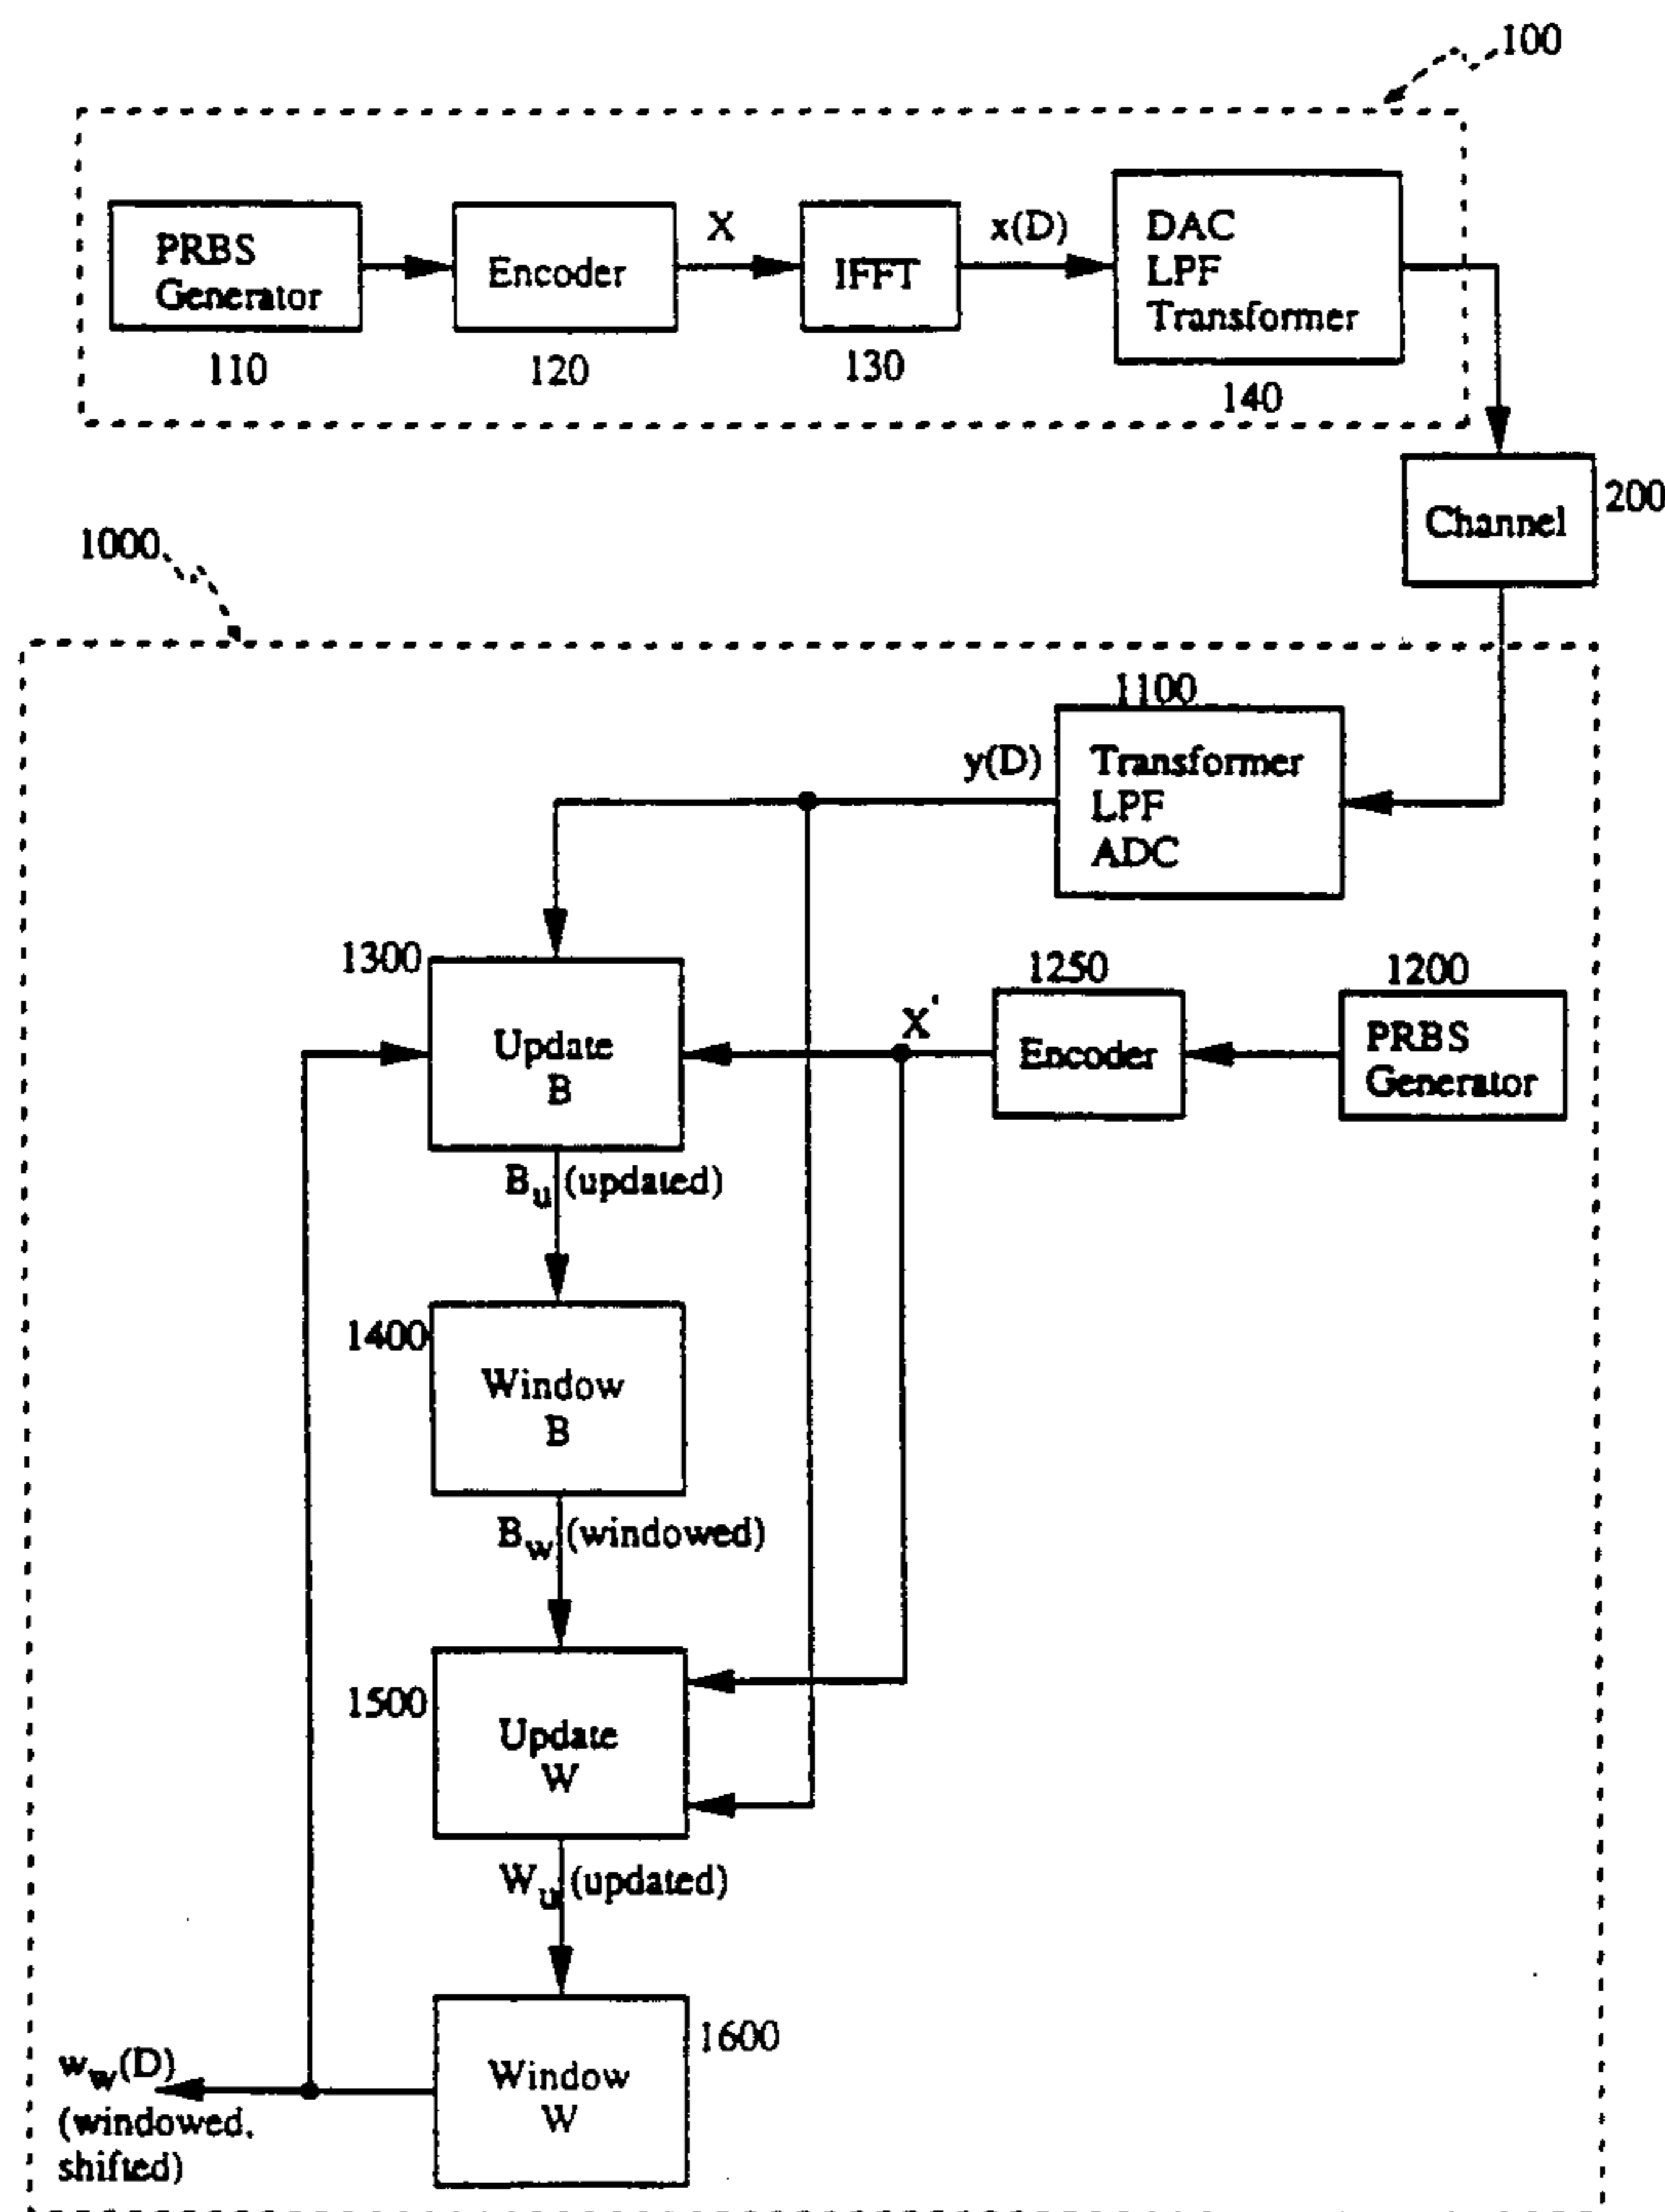 100
PRBS
Generator
110
Encoder
120
X
IFFT
130
x(D)
DAC
LPF
Transformer
140
Channel
200
1000
1100
y(D)
Transformer
LPF
ADC
1300
Update
B
X'
1250
Encoder
1200
PRBS
Generator
Bu (updated)
1400
Window
B
Bw (windowed)
1500
Update
W
Wu (updated)
1600
Window
W
ww(D)
(windowed,
shifted)